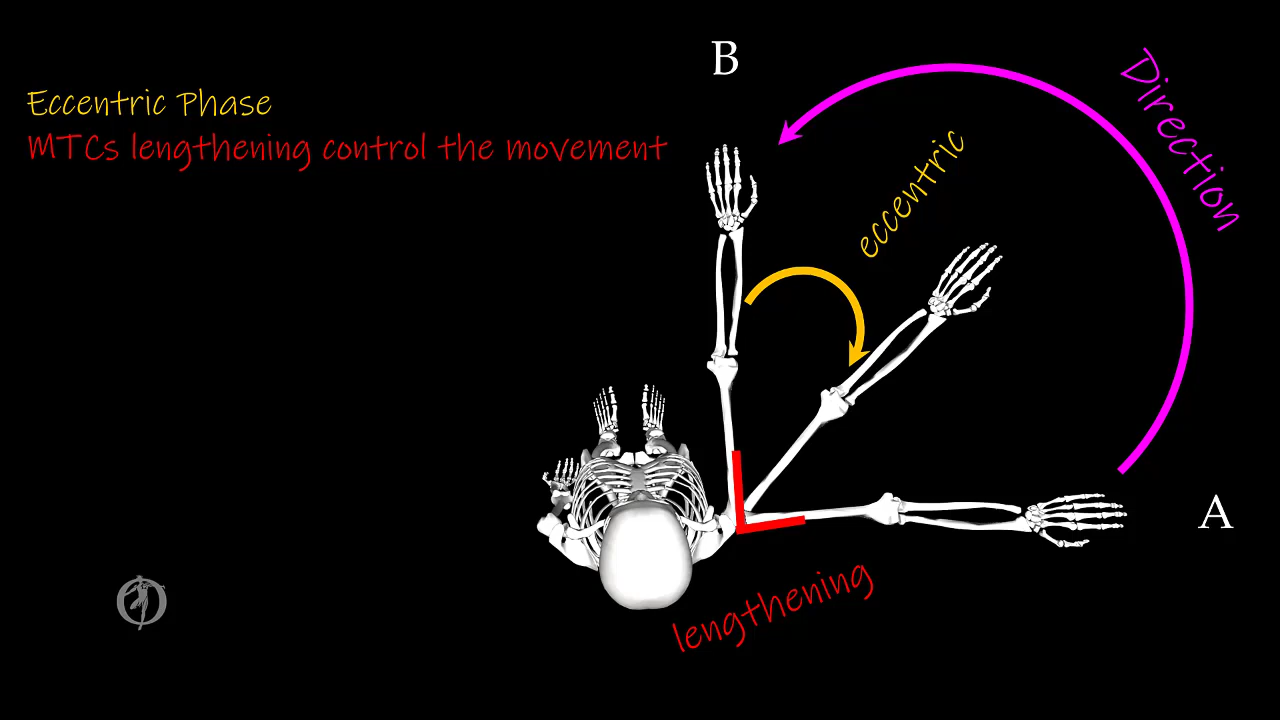 Eccentric Phase
MTCs lengthening control the movement
B
Direction
eccentric
A
lengthening